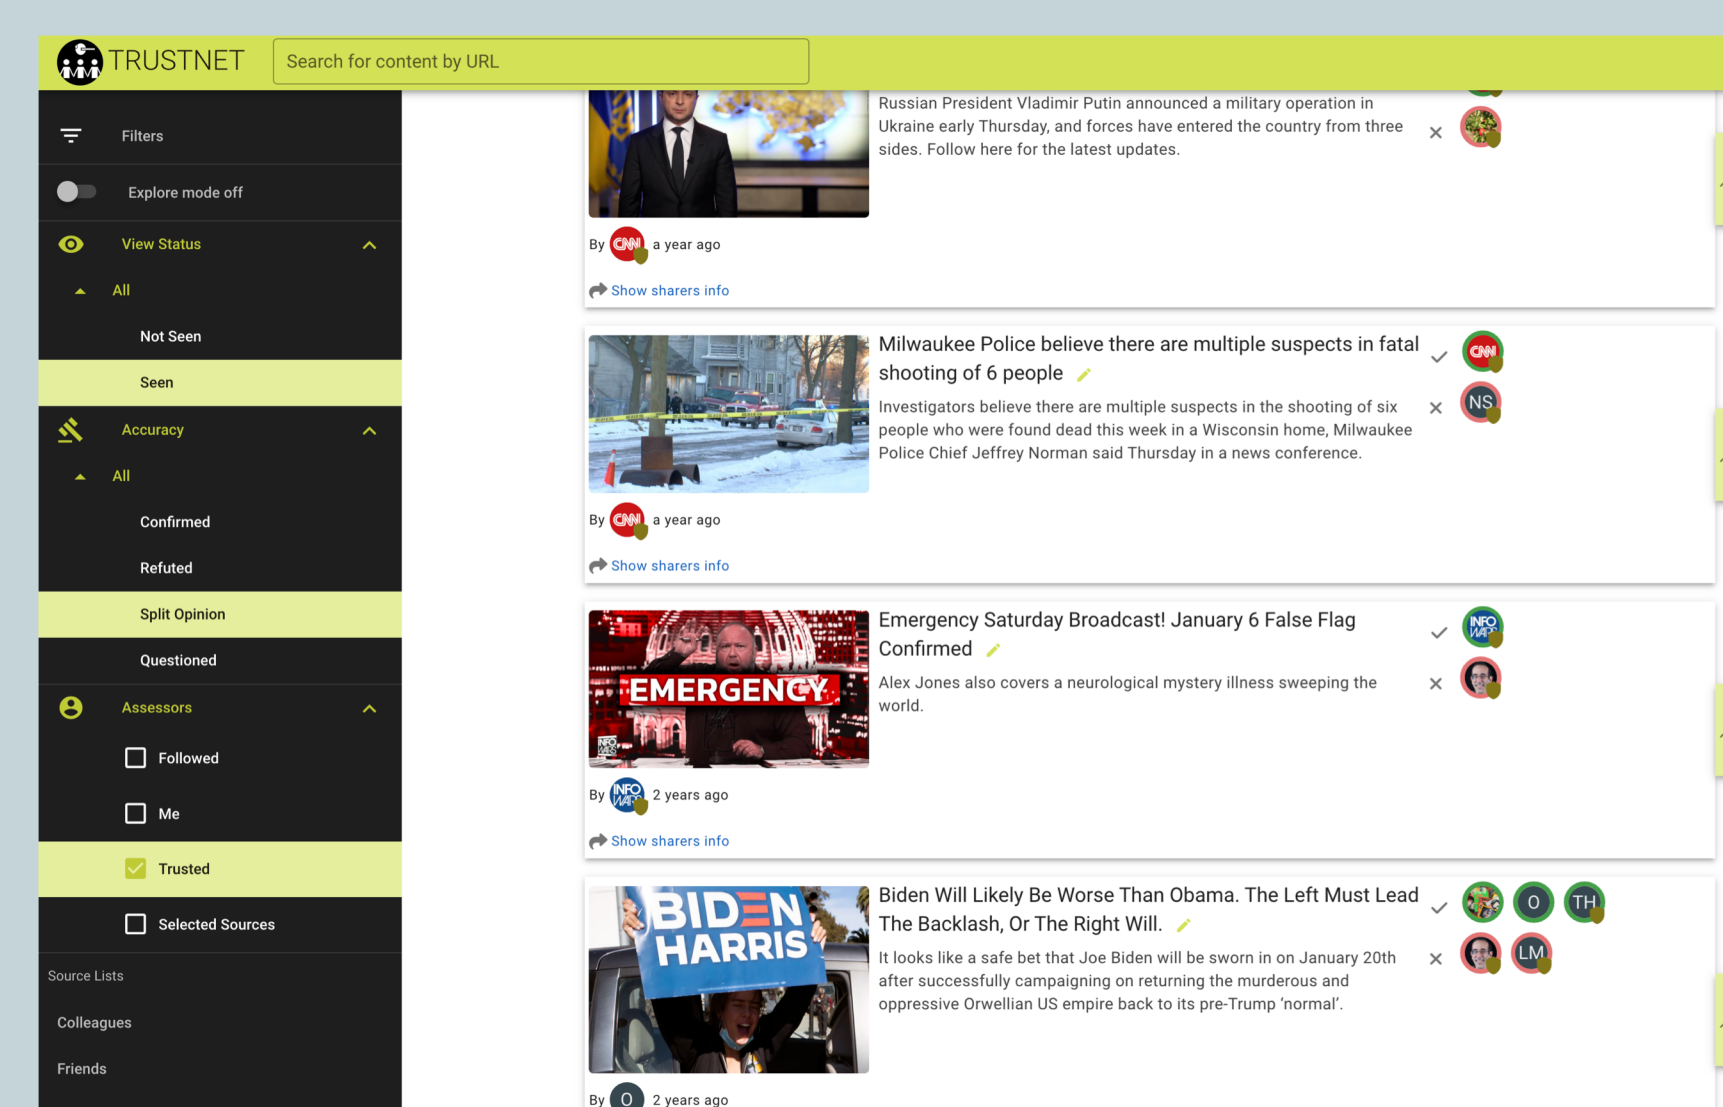 TRUSTNET
Search for content by URL
Filters
Explore mode off
View Status
All
Not Seen
Seen
Accuracy
All
Confirmed
Refuted
Split Opinion
Questioned
Assessors
Followed
Me
Trusted
Selected Sources
Source Lists
Colleagues
Friends
Russian President Vladimir Putin announced a military operation in
Ukraine early Thursday, and forces have entered the country from three
sides. Follow here for the latest updates.
By CNN a year ago
Show sharers info
Milwaukee Police believe there are multiple suspects in fatal
shooting of 6 people
CNN
Investigators believe there are multiple suspects in the shooting of six
people who were found dead this week in a Wisconsin home, Milwaukee
Police Chief Jeffrey Norman said Thursday in a news conference.
NS
By CNN a year ago
Show sharers info
EMERGENCY
INFO
WARS
Emergency Saturday Broadcast! January 6 False Flag
Confirmed
INFO
WARS
Alex Jones also covers a neurological mystery illness sweeping the
world.
By INFO WARS 2 years ago
Show sharers info
BIDEN
HARRIS
Biden Will Likely Be Worse Than Obama. The Left Must Lead
The Backlash, Or The Right Will.
O TH
It looks like a safe bet that Joe Biden will be sworn in on January 20th
after successfully campaigning on returning the murderous and
oppressive Orwellian US empire back to its pre-Trump ‘normal’.
LM
By O 2 years ago